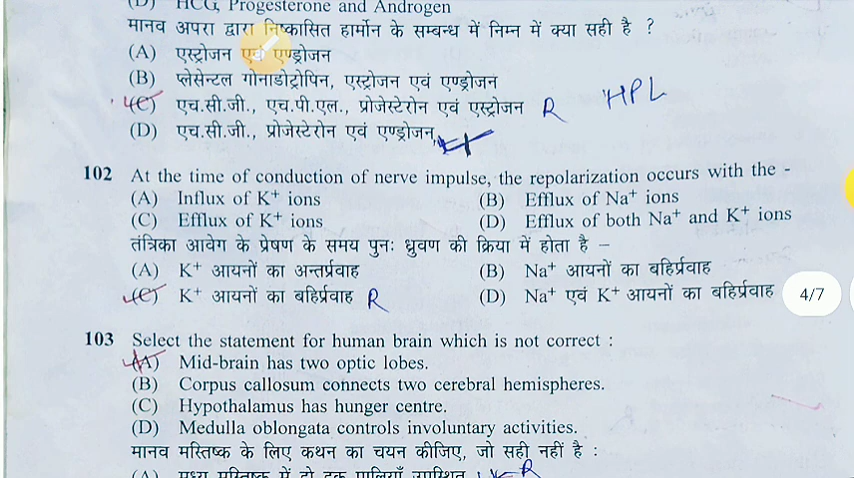 (D) HCG, Progesterone and Androgen
मानव अपरा द्वारा निष्कासित हार्मोन के सम्बन्ध में निम्न में क्या सही है ?
(A) एस्ट्रोजन एवं एण्ड्रोजन
(B) प्लेसेन्टल गोनाडोट्रोपिन, एस्ट्रोजन एवं एण्ड्रोजन
(C) एच.सी.जी., एच.पी.एल., प्रोजेस्टेरोन एवं एस्ट्रोजन R HPL
(D) एच.सी.जी., प्रोजेस्टेरोन एवं एण्ड्रोजन
102 At the time of conduction of nerve impulse, the repolarization occurs with the -
(A) Influx of K+ ions (B) Efflux of Na+ ions
(C) Efflux of K+ ions (D) Efflux of both Na+ and K+ ions
तंत्रिका आवेग के प्रेषण के समय पुनः ध्रुवण की क्रिया में होता है –
(A) K+ आयनों का अन्तर्प्रवाह (B) Na+ आयनों का बहिर्प्रवाह
(C) K+ आयनों का बहिर्प्रवाह R (D) Na+ एवं K+ आयनों का बहिर्प्रवाह 4/7
103 Select the statement for human brain which is not correct :
(A) Mid-brain has two optic lobes.
(B) Corpus callosum connects two cerebral hemispheres.
(C) Hypothalamus has hunger centre.
(D) Medulla oblongata controls involuntary activities.
मानव मस्तिष्क के लिए कथन का चयन कीजिए, जो सही नहीं है :
(A) मध्य मस्तिष्क में दो दृक पालियाँ उपस्थित R